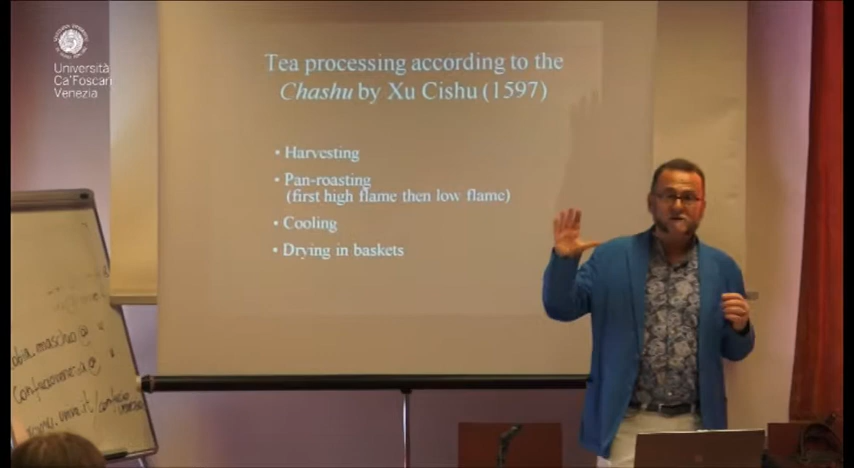 Università
Ca'Foscari
Venezia
Tea processing according to the
Chashu by Xu Cishu (1597)
• Harvesting
• Pan-roasting
(first high flame then low flame)
• Cooling
• Drying in baskets